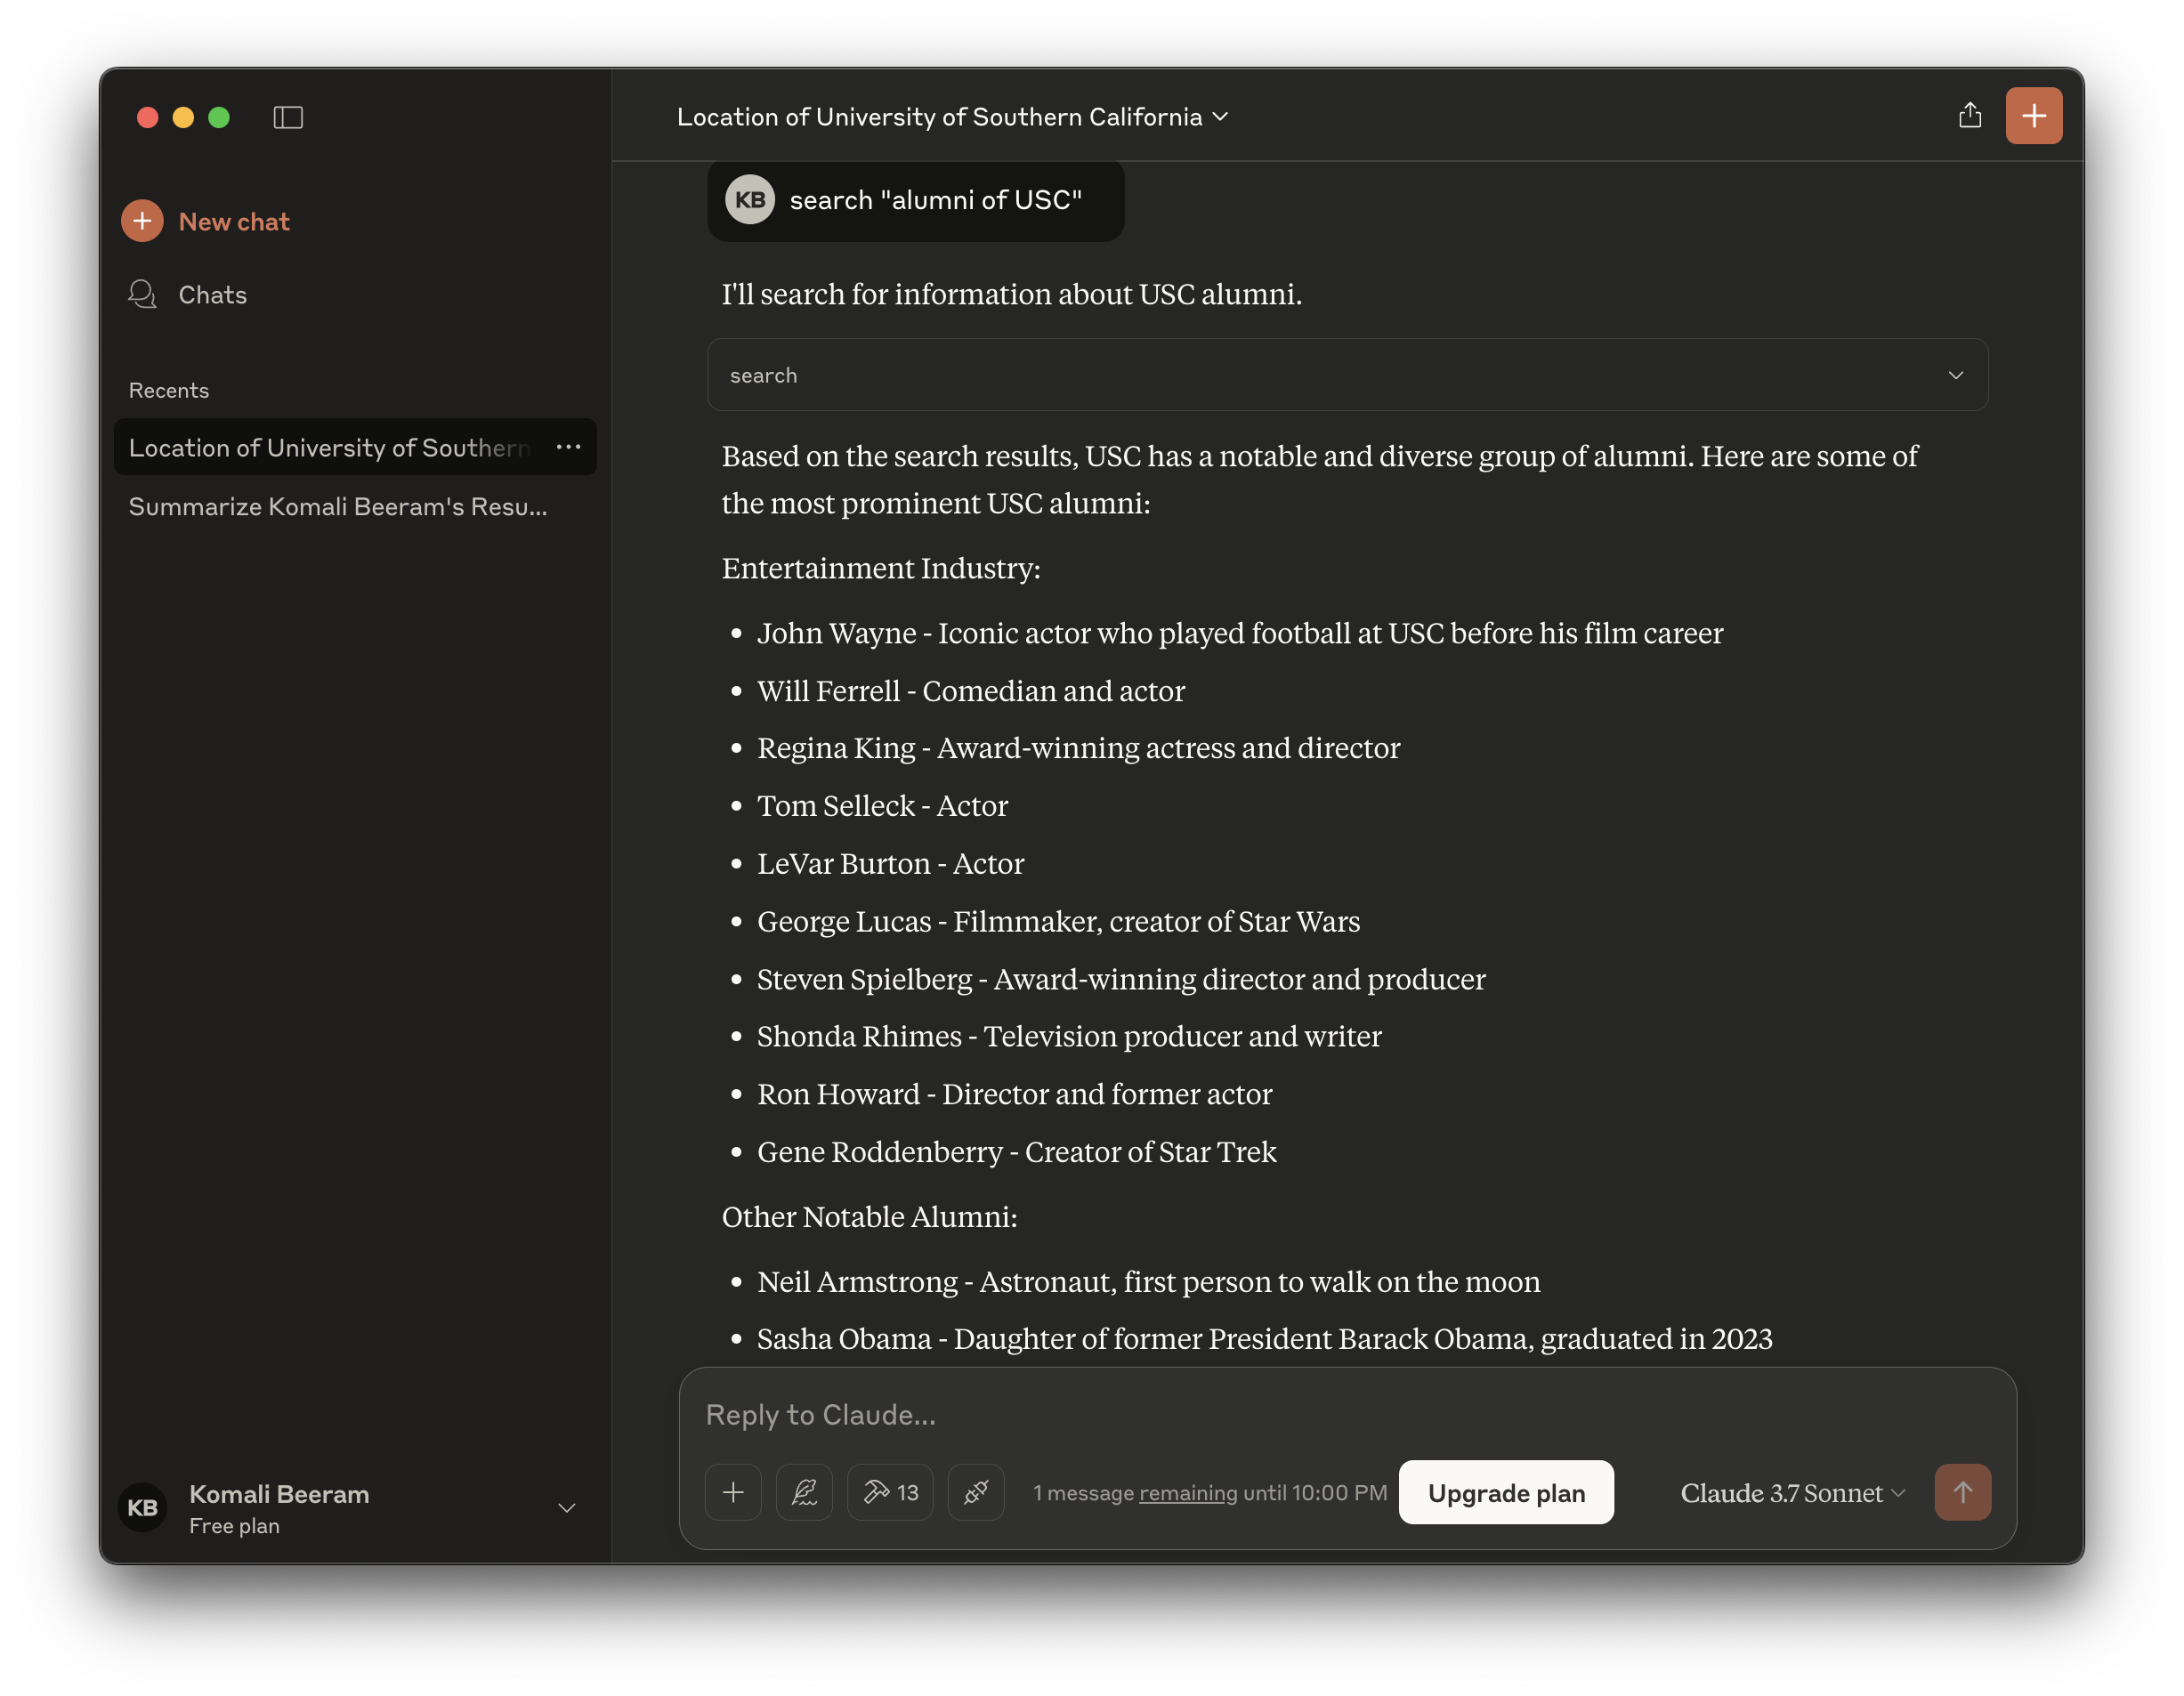 Location of University of Southern California
New chat
Chats
Recents
Location of University of Southern
Summarize Komali Beeram's Resu...
KB search "alumni of USC"
I'll search for information about USC alumni.
search
Based on the search results, USC has a notable and diverse group of alumni. Here are some of
the most prominent USC alumni:
Entertainment Industry:
• John Wayne - Iconic actor who played football at USC before his film career
• Will Ferrell - Comedian and actor
• Regina King - Award-winning actress and director
• Tom Selleck - Actor
• LeVar Burton - Actor
• George Lucas - Filmmaker, creator of Star Wars
• Steven Spielberg - Award-winning director and producer
• Shonda Rhimes - Television producer and writer
• Ron Howard - Director and former actor
• Gene Roddenberry - Creator of Star Trek
Other Notable Alumni:
• Neil Armstrong - Astronaut, first person to walk on the moon
• Sasha Obama - Daughter of former President Barack Obama, graduated in 2023
Reply to Claude...
13
1 message remaining until 10:00 PM
Upgrade plan
Claude 3.7 Sonnet
KB
Komali Beeram
Free plan